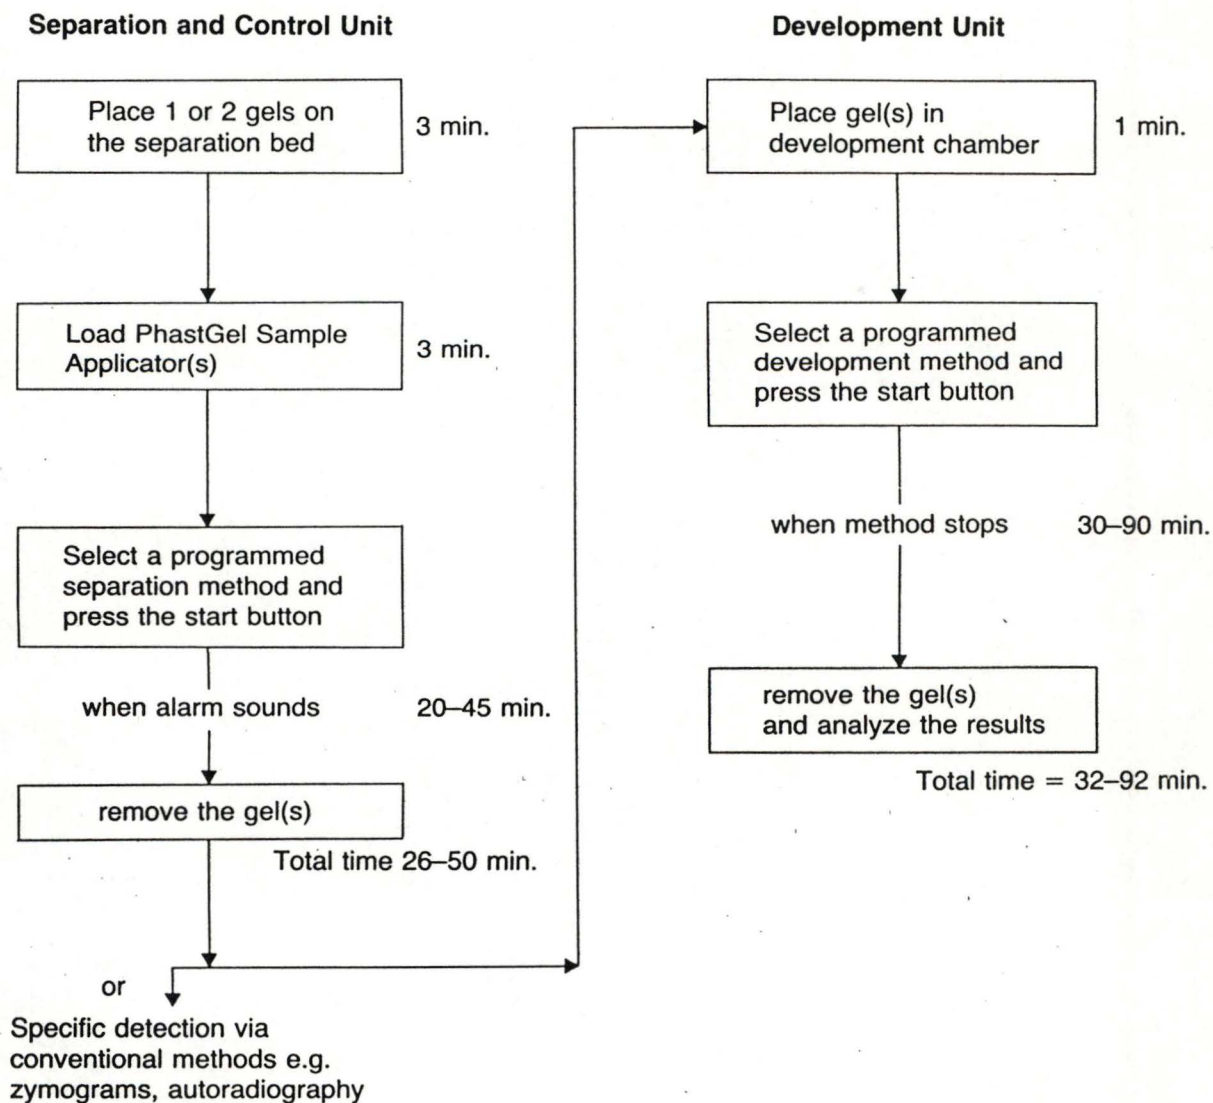 Separation and Control Unit
Place 1 or 2 gels on
the separation bed
3 min.
Load PhastGel Sample
Applicator(s)
3 min.
Select a programmed
separation method and
press the start button
when alarm sounds
20–45 min.
remove the gel(s)
Total time 26–50 min.
or
Specific detection via
conventional methods e.g.
zymograms, autoradiography
Development Unit
Place gel(s) in
development chamber
1 min.
Select a programmed
development method and
press the start button
when method stops
30–90 min.
remove the gel(s)
and analyze the results
Total time = 32–92 min.